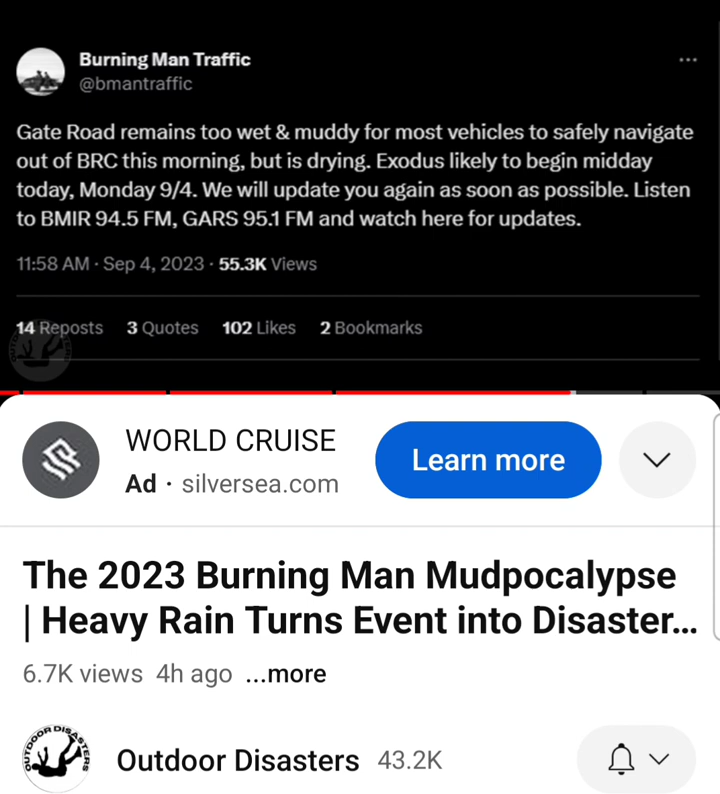 Burning Man Traffic
@bmantraffic
Gate Road remains too wet & muddy for most vehicles to safely navigate
out of BRC this morning, but is drying. Exodus likely to begin midday
today, Monday 9/4. We will update you again as soon as possible. Listen
to BMIR 94.5 FM, GARS 95.1 FM and watch here for updates.
11:58 AM · Sep 4, 2023 · 55.3K Views
14 Reposts 3 Quotes 102 Likes 2 Bookmarks
WORLD CRUISE
Ad · silversea.com
Learn more
The 2023 Burning Man Mudpocalypse
| Heavy Rain Turns Event into Disaster...
6.7K views 4h ago ...more
OUTDOOR DISASTERS
Outdoor Disasters 43.2K